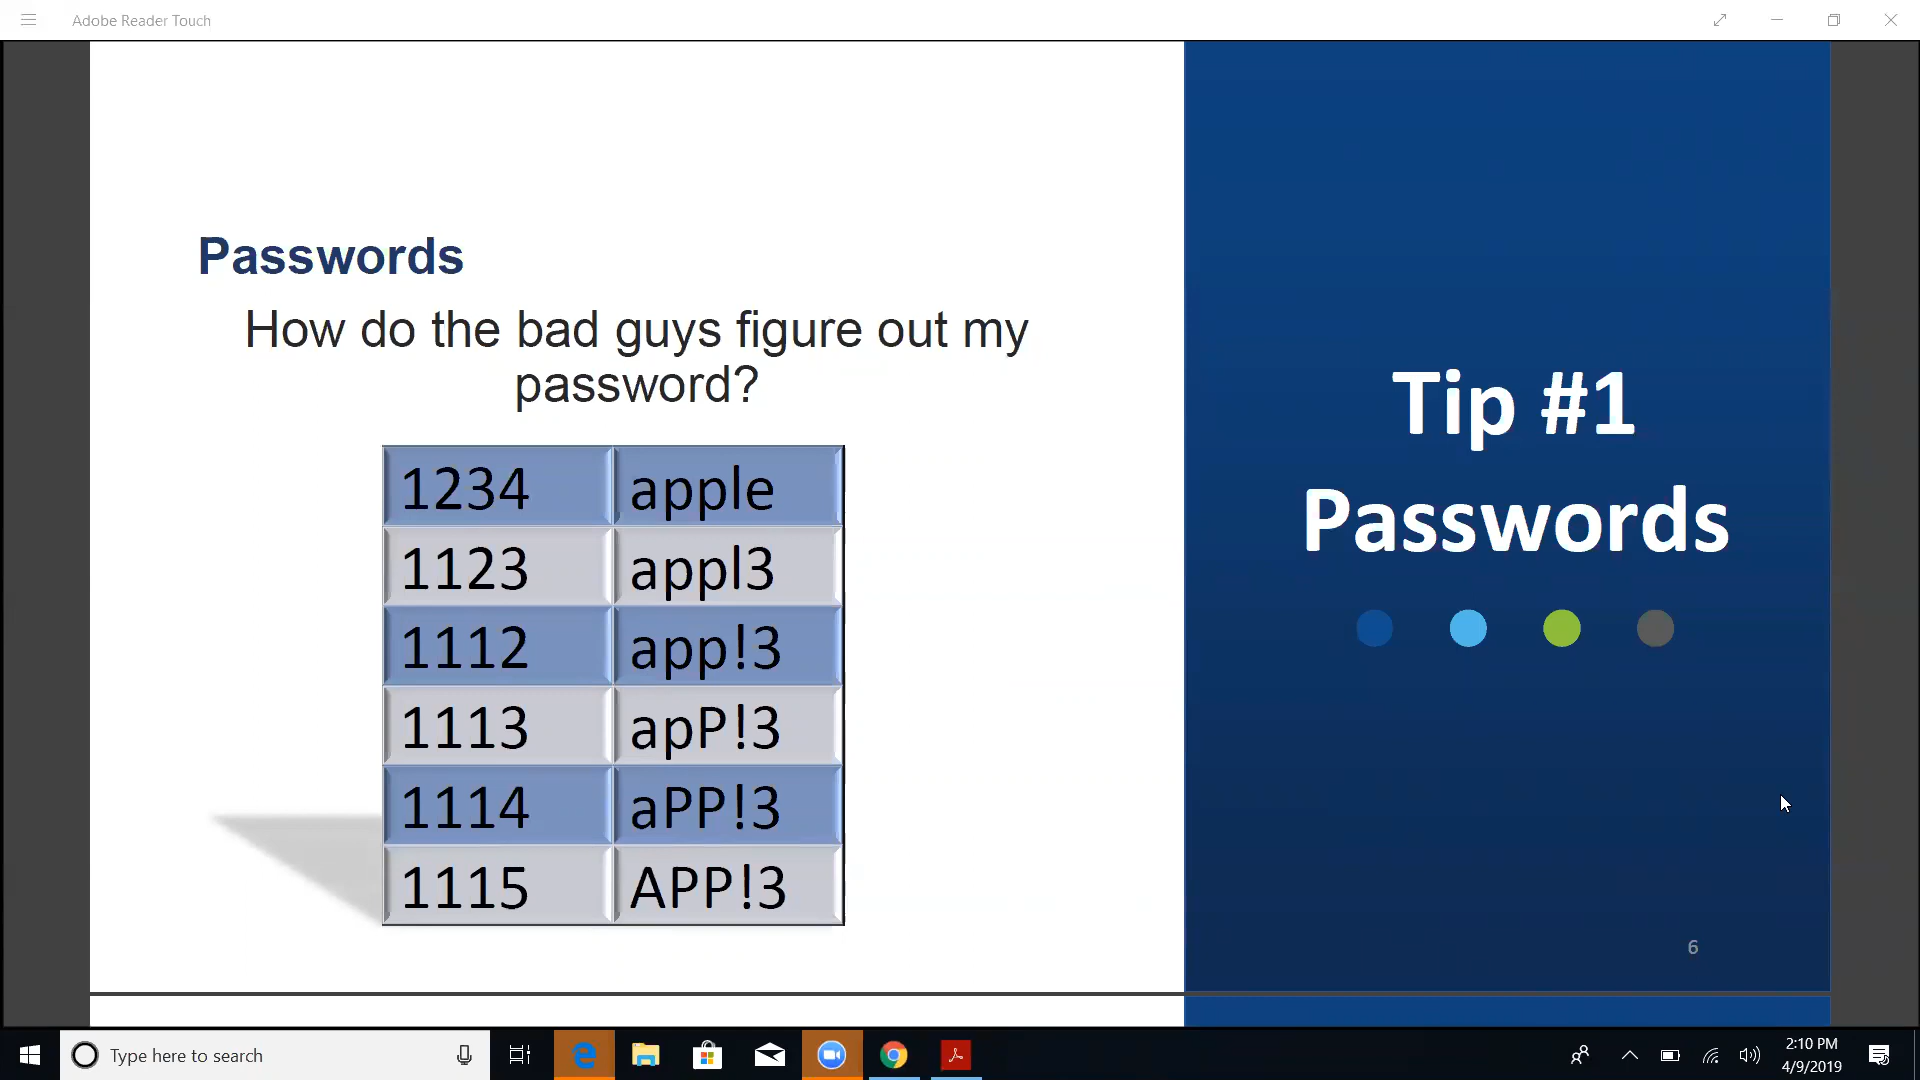 Adobe Reader Touch
Passwords
How do the bad guys figure out my
password?
1234 apple
1123 appl3
1112 app!3
1113 apP!3
1114 aPP!3
1115 APP!3
Tip #1
Passwords
6
Type here to search
2:10 PM
4/9/2019